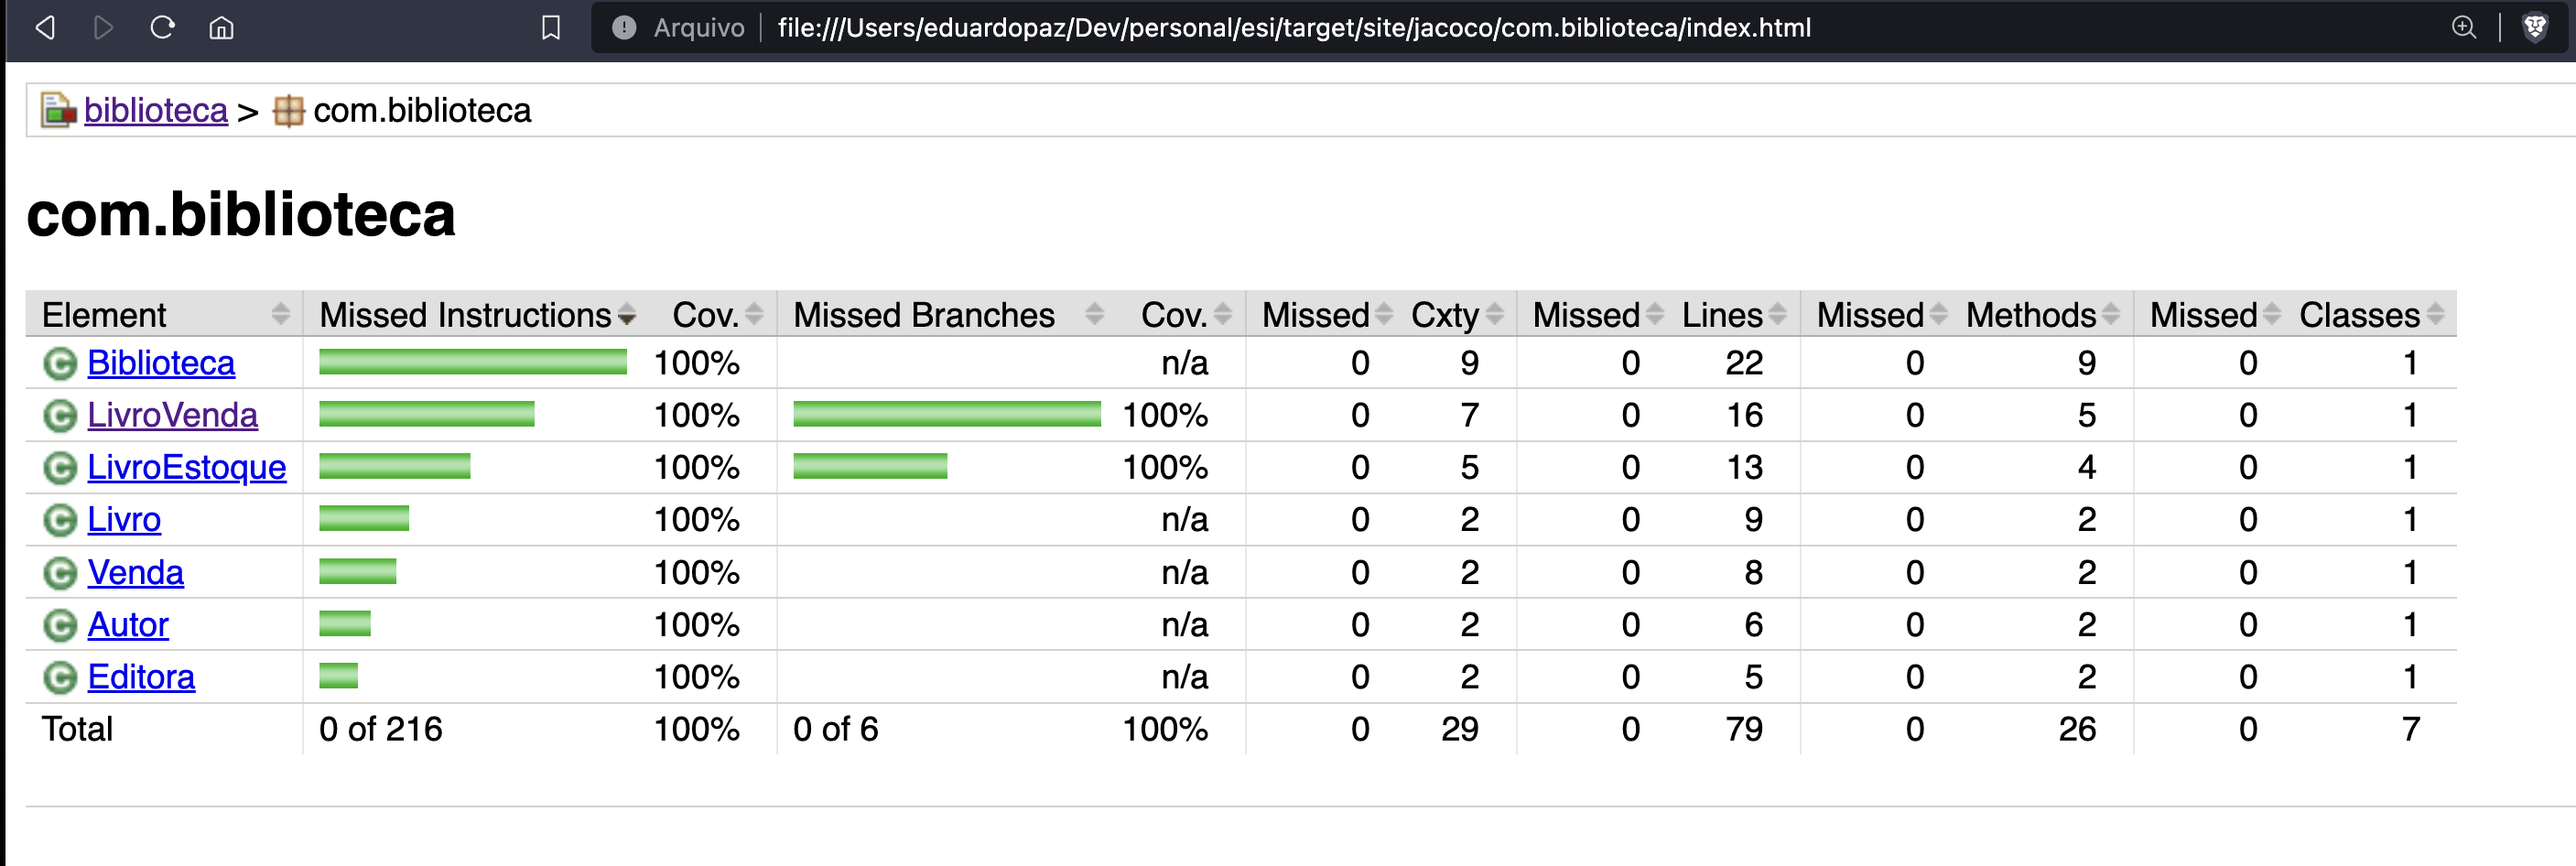 Arquivo file:///Users/eduardopaz/Dev/personal/esi/target/site/jacoco/com.biblioteca/index.html
biblioteca > com.biblioteca
com.biblioteca
Element Missed Instructions Cov. Missed Branches Cov. Missed Cxty Missed Lines Missed Methods Missed Classes
Biblioteca 100% n/a 0 9 0 22 0 9 0 1
LivroVenda 100% 100% 0 7 0 16 0 5 0 1
LivroEstoque 100% 100% 0 5 0 13 0 4 0 1
Livro 100% n/a 0 2 0 9 0 2 0 1
Venda 100% n/a 0 2 0 8 0 2 0 1
Autor 100% n/a 0 2 0 6 0 2 0 1
Editora 100% n/a 0 2 0 5 0 2 0 1
Total 0 of 216 100% 0 of 6 100% 0 29 0 79 0 26 0 7